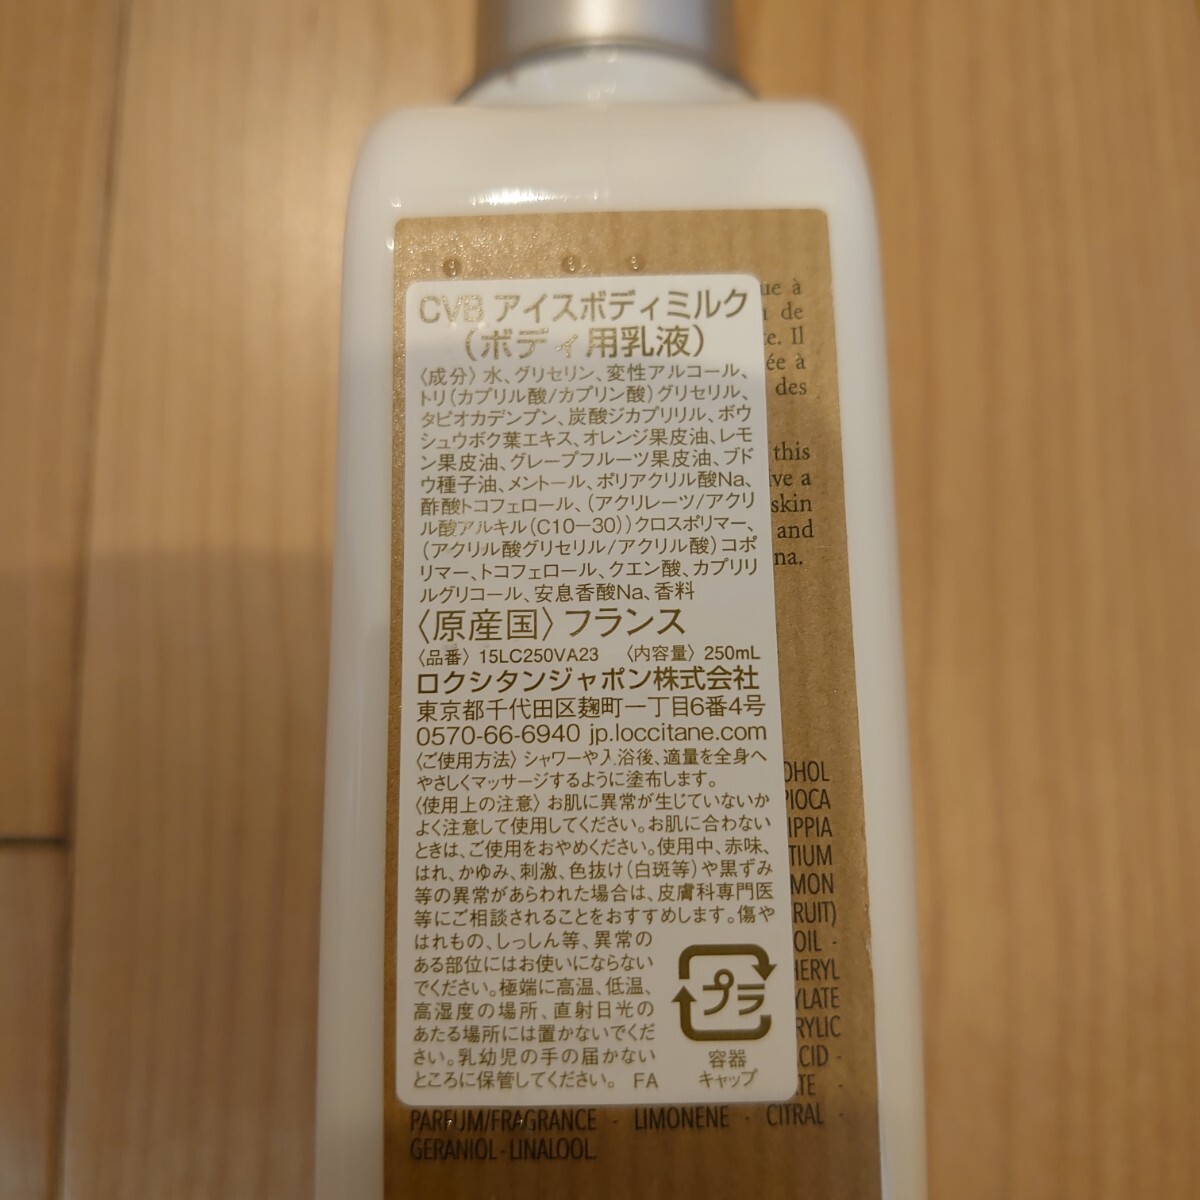 ue à
de
te. Il
ée à
des
this
ive a
skin
and
na.
CVB アイスボディミルク
（ボディ用乳液）
〈成分〉水、グリセリン、変性アルコール、
トリ（カプリル酸/カプリン酸）グリセリル、
タピオカデンプン、炭酸ジカプリリル、ボウ
シュウボク葉エキス、オレンジ果皮油、レモ
ン果皮油、グレープフルーツ果皮油、ブド
ウ種子油、メントール、ポリアクリル酸Na、
酢酸トコフェロール、（アクリレーツ/アクリ
ル酸アルキル（C10－30））クロスポリマー、
（アクリル酸グリセリル/アクリル酸）コポ
リマー、トコフェロール、クエン酸、カプリリ
ルグリコール、安息香酸Na、香料
〈原産国〉フランス
〈品番〉15LC250VA23 〈内容量〉250mL
ロクシタンジャポン株式会社
東京都千代田区麹町一丁目6番4号
0570-66-6940 jp.loccitane.com
〈ご使用方法〉シャワーや入浴後、適量を全身へ
やさしくマッサージするように塗布します。
〈使用上の注意〉お肌に異常が生じていないか
よく注意して使用してください。お肌に合わない
ときは、ご使用をおやめください。使用中、赤味、
はれ、かゆみ、刺激、色抜け（白斑等）や黒ずみ
等の異常があらわれた場合は、皮膚科専門医
等にご相談されることをおすすめします。傷や
はれもの、しっしん等、異常の
ある部位にはお使いにならない
でください。極端に高温、低温、
高湿度の場所、直射日光の
あたる場所には置かないでくだ
さい。乳幼児の手の届かない
ところに保管してください。 FA
プラ
容器
キャップ
OHOL
PIOCA
IPPIA
TIUM
MON
RUIT)
OIL -
HERYL
YLATE
RYLIC
ACID -
ATE -
PARFUM/FRAGRANCE - LIMONENE - CITRAL -
GERANIOL - LINALOOL.